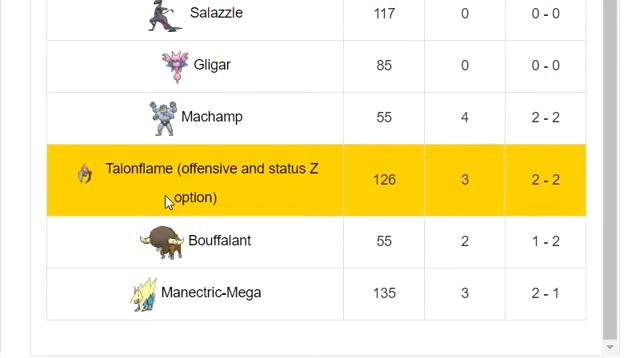 Salazzle 117 0 0 - 0
Gligar 85 0 0 - 0
Machamp 55 4 2 - 2
Talonflame (offensive and status Z
option) 126 3 2 - 2
Bouffalant 55 2 1 - 2
Manectric-Mega 135 3 2 - 1